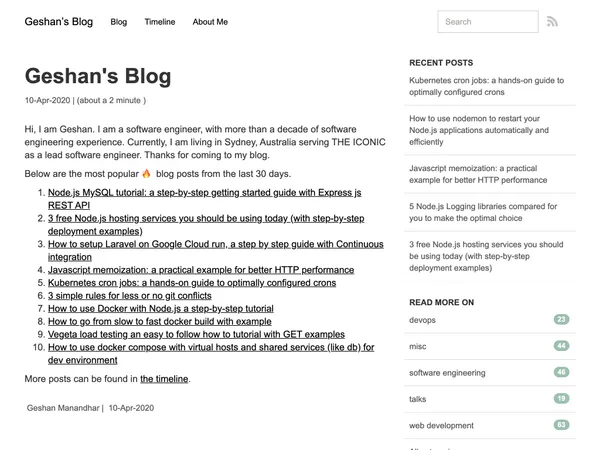 Geshan's Blog Blog Timeline About Me Search
Geshan's Blog
10-Apr-2020 | (about a 2 minute )
Hi, I am Geshan. I am a software engineer, with more than a decade of software
engineering experience. Currently, I am living in Sydney, Australia serving THE ICONIC
as a lead software engineer. Thanks for coming to my blog.
Below are the most popular 🔥 blog posts from the last 30 days.
1. Node.js MySQL tutorial: a step-by-step getting started guide with Express js
REST API
2. 3 free Node.js hosting services you should be using today (with step-by-step
deployment examples)
3. How to setup Laravel on Google Cloud run, a step by step guide with Continuous
integration
4. Javascript memoization: a practical example for better HTTP performance
5. Kubernetes cron jobs: a hands-on guide to optimally configured crons
6. 3 simple rules for less or no git conflicts
7. How to use Docker with Node.js a step-by-step tutorial
8. How to go from slow to fast docker build with example
9. Vegeta load testing an easy to follow how to tutorial with GET examples
10. How to use docker compose with virtual hosts and shared services (like db) for
dev environment
More posts can be found in the timeline.
Geshan Manandhar | 10-Apr-2020
RECENT POSTS
Kubernetes cron jobs: a hands-on guide to
optimally configured crons
How to use nodemon to restart your
Node.js applications automatically and
efficiently
Javascript memoization: a practical
example for better HTTP performance
5 Node.js Logging libraries compared for
you to make the optimal choice
3 free Node.js hosting services you should
be using today (with step-by-step
deployment examples)
READ MORE ON
devops 23
misc 44
software engineering 46
talks 19
web development 63